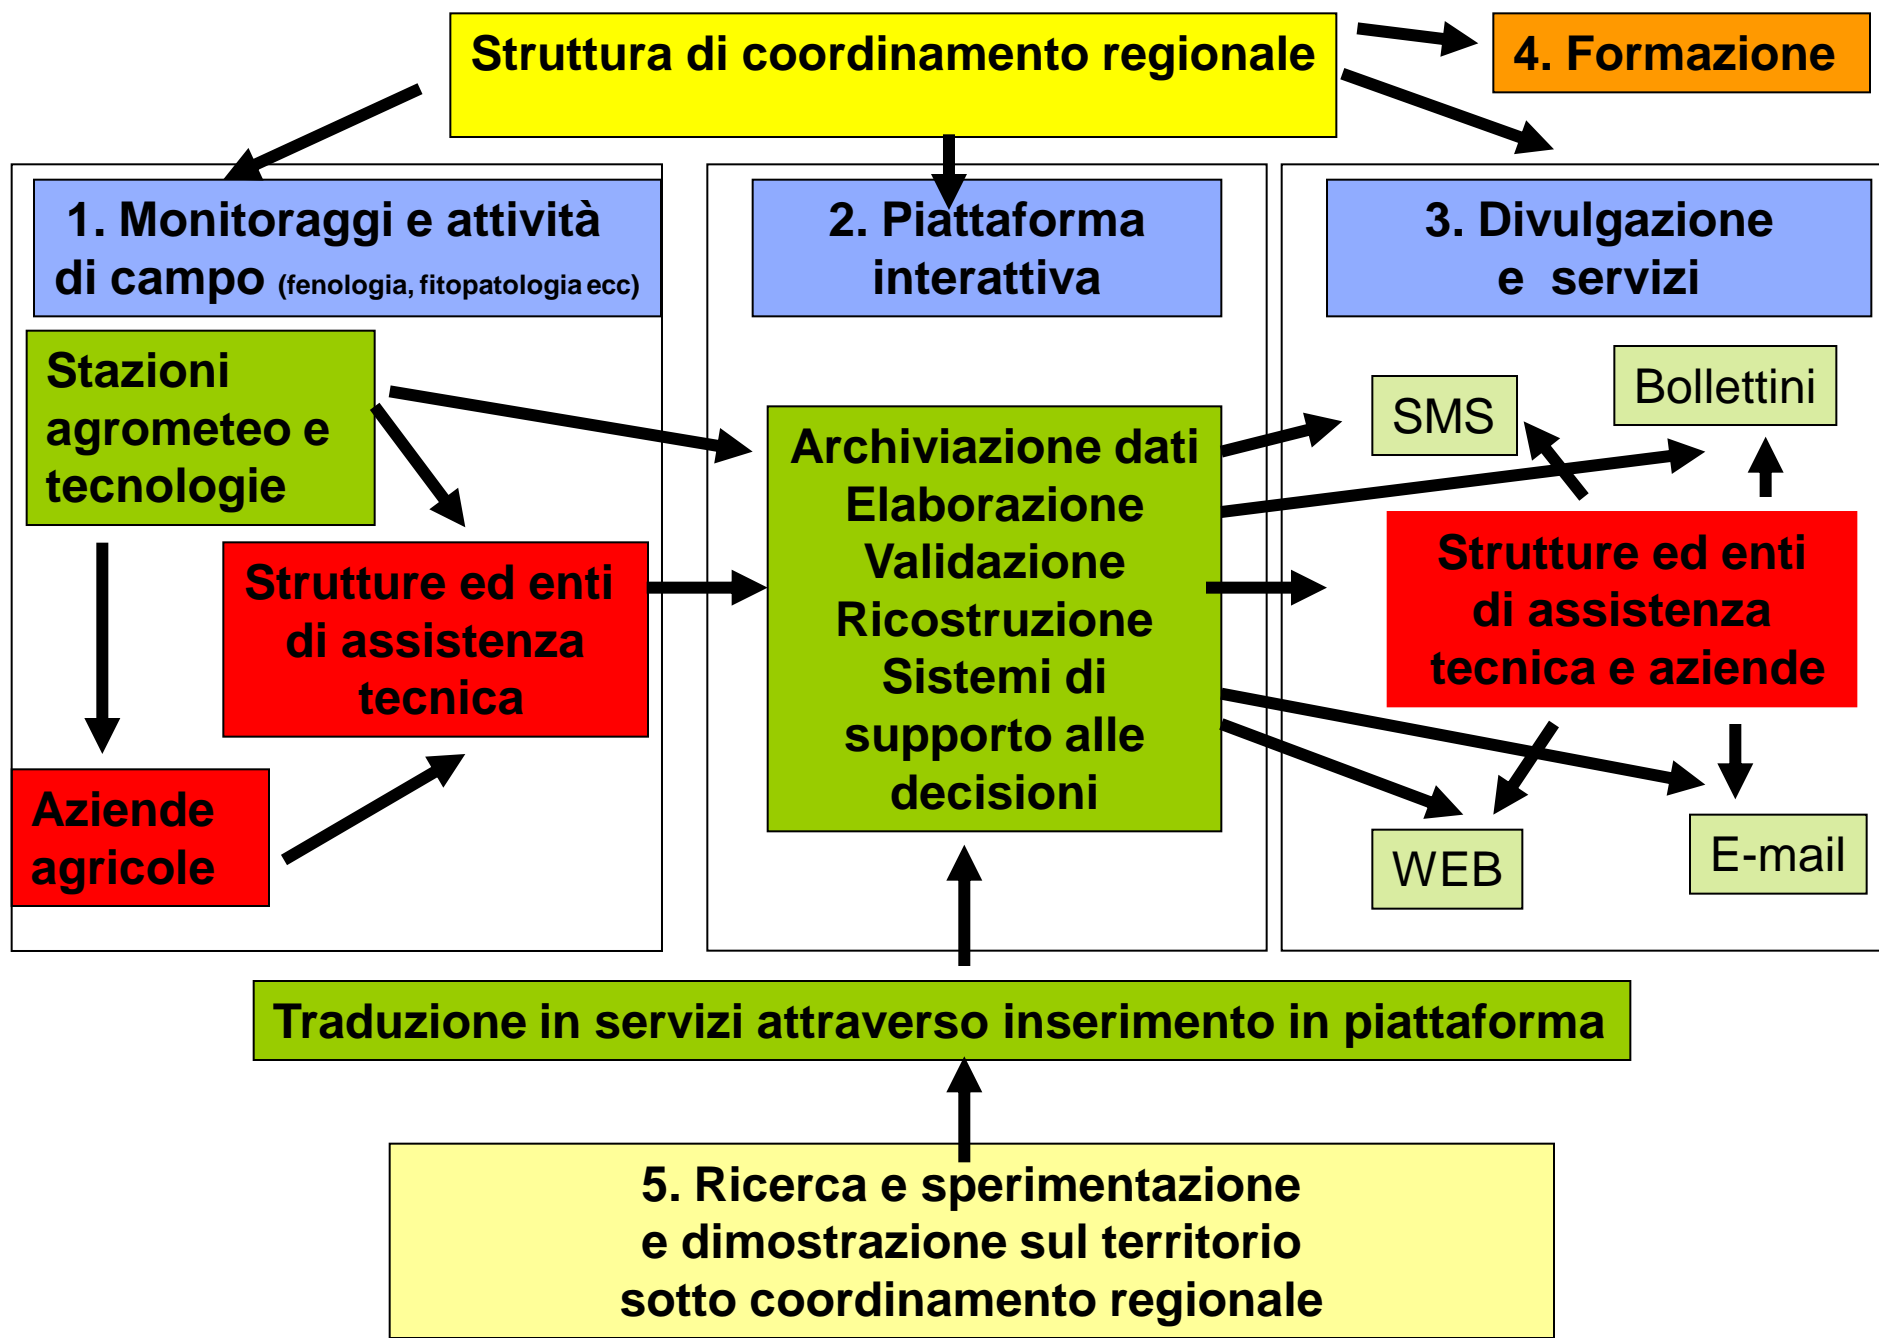 Struttura di coordinamento regionale
4. Formazione
1. Monitoraggi e attività
di campo (fenologia, fitopatologia ecc)
Stazioni
agrometeo e
tecnologie
Strutture ed enti
di assistenza
tecnica
Aziende
agricole
2. Piattaforma
interattiva
Archiviazione dati
Elaborazione
Validazione
Ricostruzione
Sistemi di
supporto alle
decisioni
3. Divulgazione
e servizi
SMS
Bollettini
Strutture ed enti
di assistenza
tecnica e aziende
WEB
E-mail
Traduzione in servizi attraverso inserimento in piattaforma
5. Ricerca e sperimentazione
e dimostrazione sul territorio
sotto coordinamento regionale